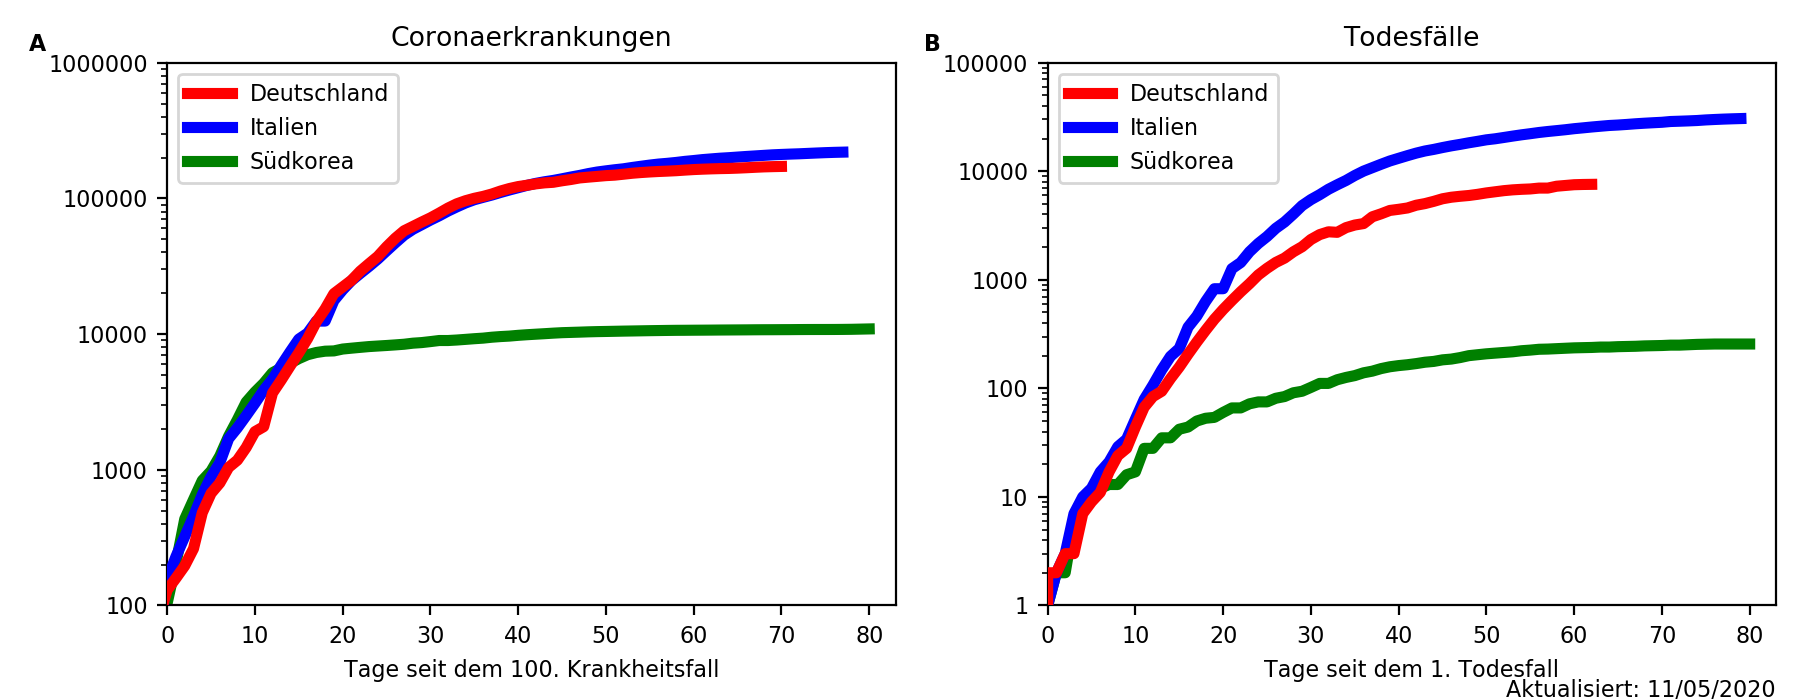 A
Coronaerkrankungen
1000000
100000
10000
1000
100
Deutschland
Italien
Südkorea
0 10 20 30 40 50 60 70 80
Tage seit dem 100. Krankheitsfall
B
Todesfälle
100000
10000
1000
100
10
1
Deutschland
Italien
Südkorea
0 10 20 30 40 50 60 70 80
Tage seit dem 1. Todesfall
Aktualisiert: 11/05/2020